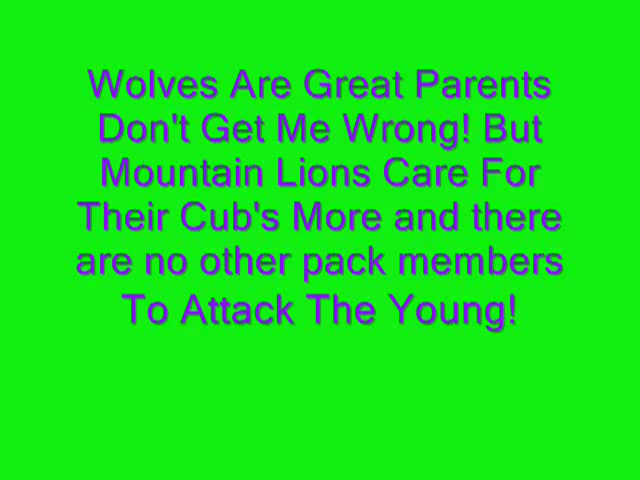 Wolves Are Great Parents
Don't Get Me Wrong! But
Mountain Lions Care For
Their Cub's More and there
are no other pack members
To Attack The Young!